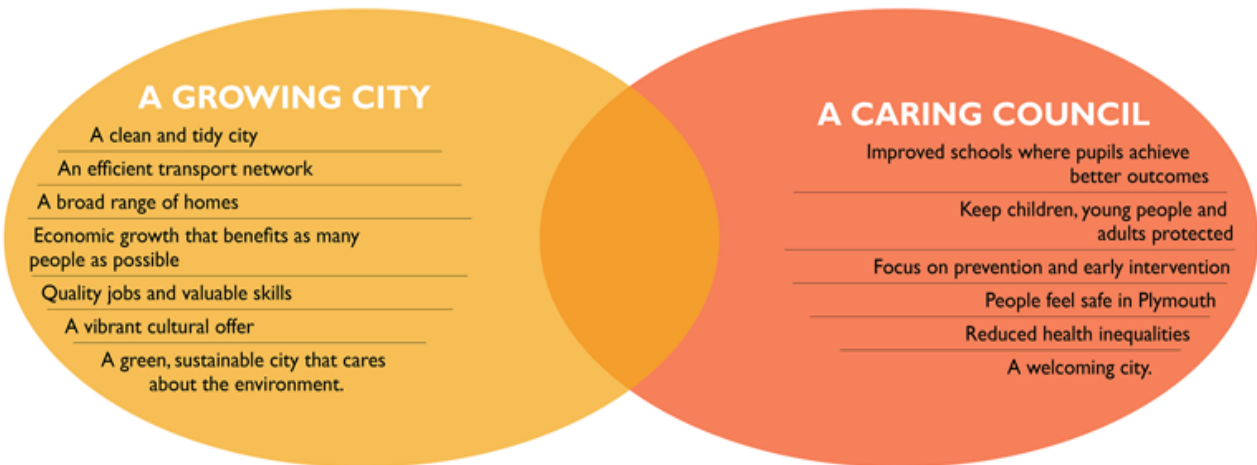 A GROWING CITY
A clean and tidy city
An efficient transport network
A broad range of homes
Economic growth that benefits as many
people as possible
Quality jobs and valuable skills
A vibrant cultural offer
A green, sustainable city that cares
about the environment.
A CARING COUNCIL
Improved schools where pupils achieve
better outcomes
Keep children, young people and
adults protected
Focus on prevention and early intervention
People feel safe in Plymouth
Reduced health inequalities
A welcoming city.